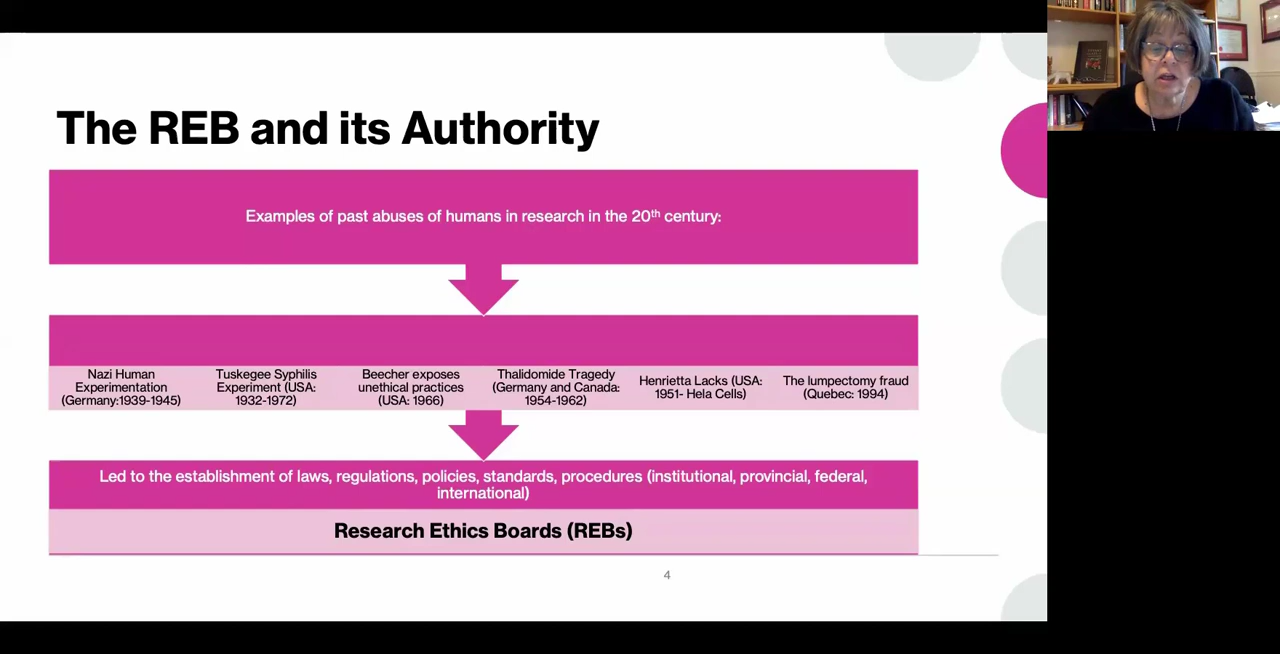 The REB and its Authority
Examples of past abuses of humans in research in the 20th century:
Nazi Human
Experimentation
(Germany:1939-1945)
Tuskegee Syphilis
Experiment (USA:
1932-1972)
Beecher exposes
unethical practices
(USA: 1966)
Thalidomide Tragedy
(Germany and Canada:
1954-1962)
Henrietta Lacks (USA:
1951- Hela Cells)
The lumpectomy fraud
(Quebec: 1994)
Led to the establishment of laws, regulations, policies, standards, procedures (institutional, provincial, federal,
international)
Research Ethics Boards (REBs)
4